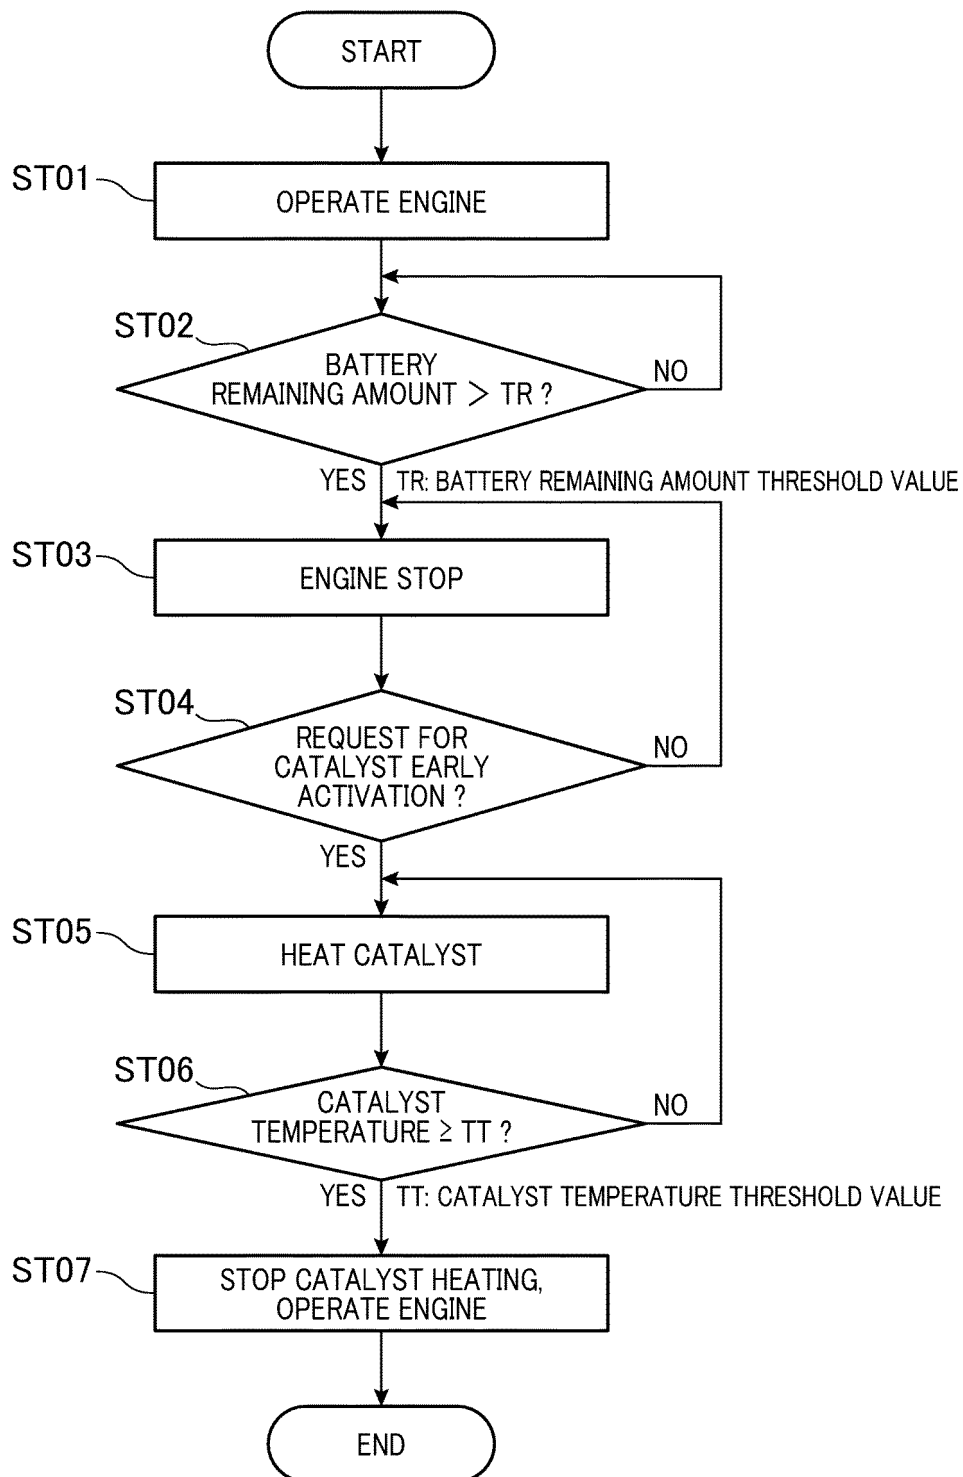 START
ST01
OPERATE ENGINE
ST02
BATTERY
REMAINING AMOUNT > TR ?
NO
YES
TR: BATTERY REMAINING AMOUNT THRESHOLD VALUE
ST03
ENGINE STOP
ST04
REQUEST FOR
CATALYST EARLY
ACTIVATION ?
NO
YES
ST05
HEAT CATALYST
ST06
CATALYST
TEMPERATURE ≧ TT ?
NO
YES
TT: CATALYST TEMPERATURE THRESHOLD VALUE
ST07
STOP CATALYST HEATING,
OPERATE ENGINE
END